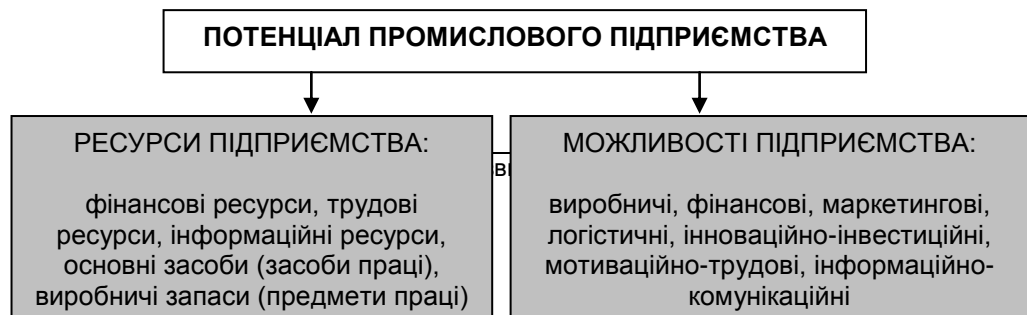 ПОТЕНЦІАЛ ПРОМИСЛОВОГО ПІДПРИЄМСТВА
РЕСУРСИ ПІДПРИЄМСТВА:
фінансові ресурси, трудові
ресурси, інформаційні ресурси,
основні засоби (засоби праці),
виробничі запаси (предмети праці)
МОЖЛИВОСТІ ПІДПРИЄМСТВА:
виробничі, фінансові, маркетингові,
логістичні, інноваційно-інвестиційні,
мотиваційно-трудові, інформаційно-
комунікаційні